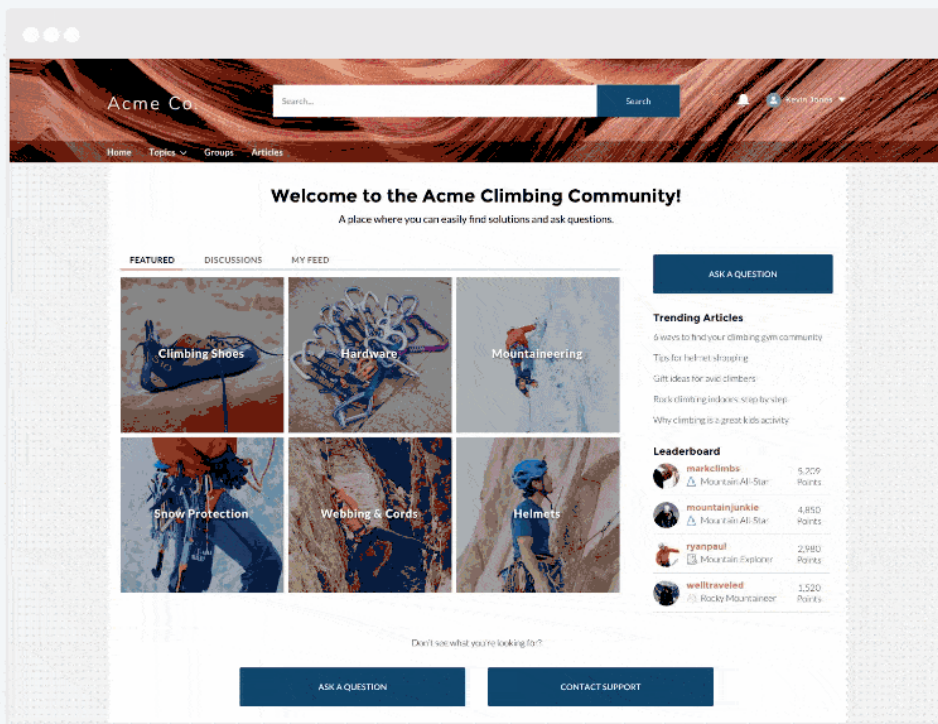 Acme Co.
Search...
Search
Kevin Jones
Home
Topics
Groups
Articles
Welcome to the Acme Climbing Community!
A place where you can easily find solutions and ask questions.
FEATURED
DISCUSSIONS
MY FEED
Climbing Shoes
Hardware
Mountaineering
Snow Protection
Webbing & Cords
Helmets
ASK A QUESTION
Trending Articles
6 ways to find your climbing gym community
Tips for helmet shopping
Gift ideas for avid climbers
Rock climbing indoors: step by step
Why climbing is a great kids activity
Leaderboard
markclimbs
Mountain All-Star
5,209
Points
mountainjunkie
Mountain All-Star
4,850
Points
ryanpaul
Mountain Explorer
2,980
Points
welltraveled
Rocky Mountaineer
1,520
Points
Don't see what you're looking for?
ASK A QUESTION
CONTACT SUPPORT